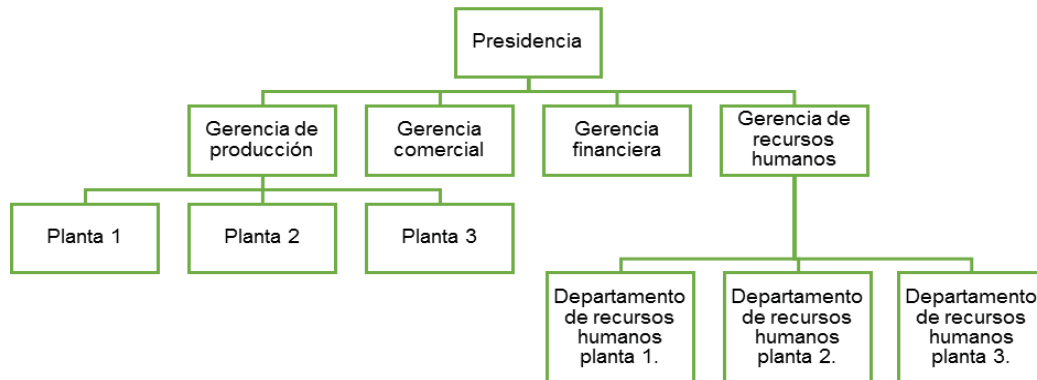 Presidencia
Gerencia de
producción
Gerencia
comercial
Gerencia
financiera
Gerencia de
recursos
humanos
Planta 1
Planta 2
Planta 3
Departamento
de recursos
humanos
planta 1.
Departamento
de recursos
humanos
planta 2.
Departamento
de recursos
humanos
planta 3.